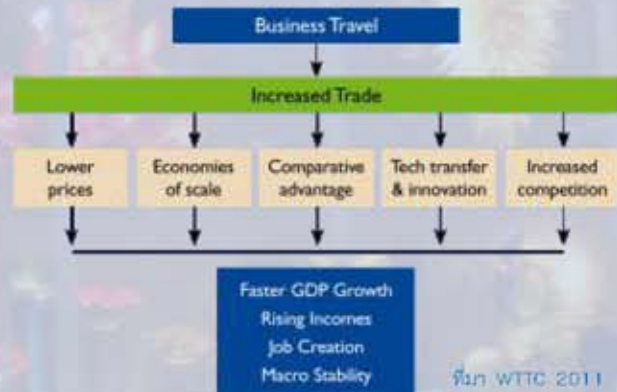 Business Travel
Increased Trade
Lower
prices
Economies
of scale
Comparative
advantage
Tech transfer
& innovation
Increased
competition
Faster GDP Growth
Rising Incomes
Job Creation
Macro Stability
ที่มา WTTC 2011